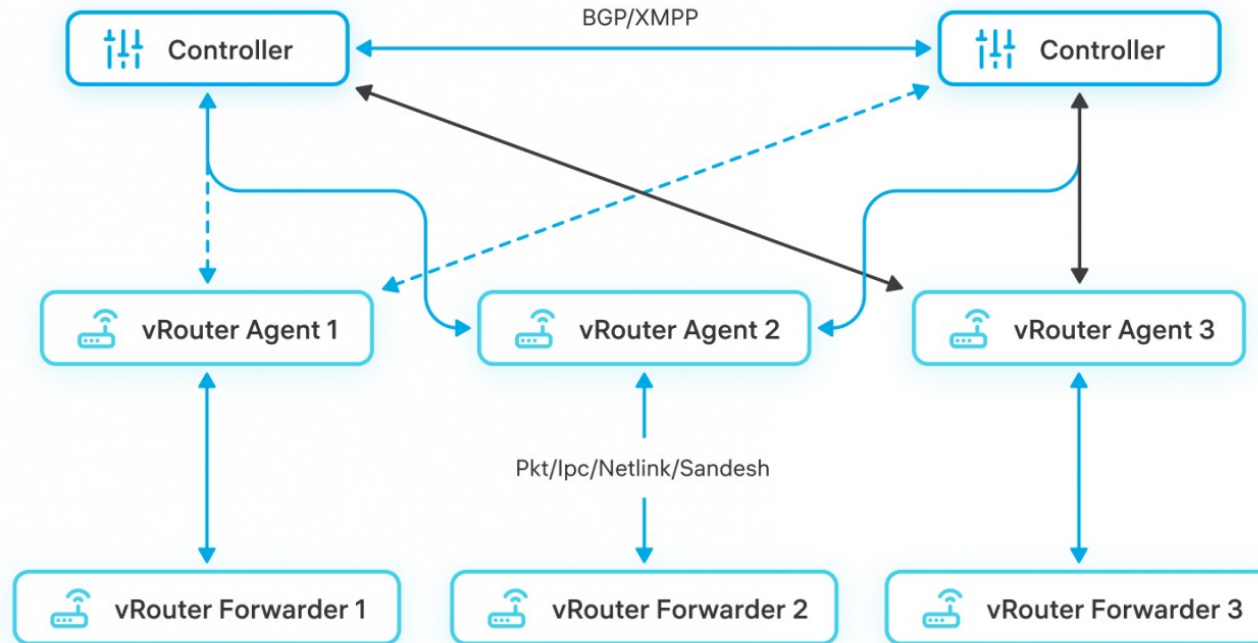 BGP/XMPP
Controller
Controller
vRouter Agent 1
vRouter Agent 2
vRouter Agent 3
Pkt/Ipc/Netlink/Sandesh
vRouter Forwarder 1
vRouter Forwarder 2
vRouter Forwarder 3